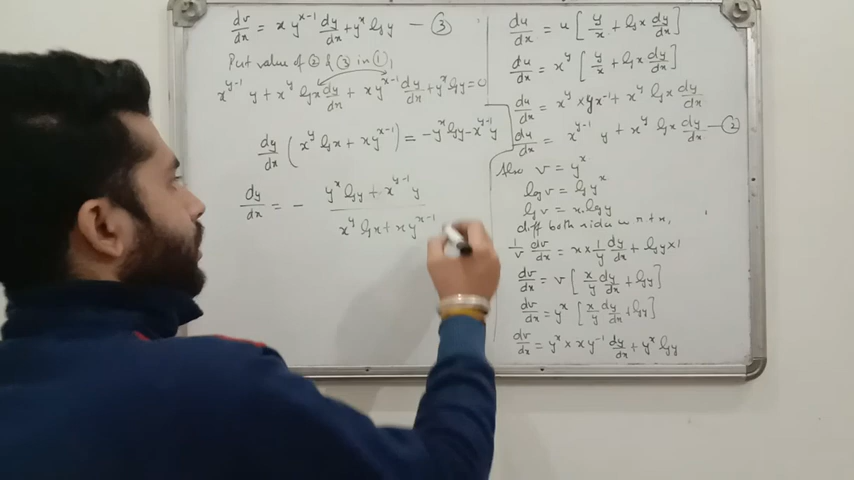 dv/dx = x y^(x-1) dy/dx + y^x log y — ③
Put value of ② & ③ in ①,
x^(y-1) y + x^y log x dy/dx + x y^(x-1) dy/dx + y^x log y = 0
dy/dx (x^y log x + x y^(x-1)) = -y^x log y - x^(y-1) y
dy/dx = - (y^x log y + x^(y-1) y) / (x^y log x + x y^(x-1))
du/dx = u [y/x + log x dy/dx]
du/dx = x^y [y/x + log x dy/dx]
du/dx = x^y × y x^-1 + x^y log x dy/dx
du/dx = x^(y-1) y + x^y log x dy/dx — ②
Also v = y^x
log v = log y^x
log v = x log y
diff both sides w r t x,
1/v dv/dx = x × 1/y dy/dx + log y × 1
dv/dx = v [x/y dy/dx + log y]
dv/dx = y^x [x/y dy/dx + log y]
dv/dx = y^x × x y^-1 dy/dx + y^x log y